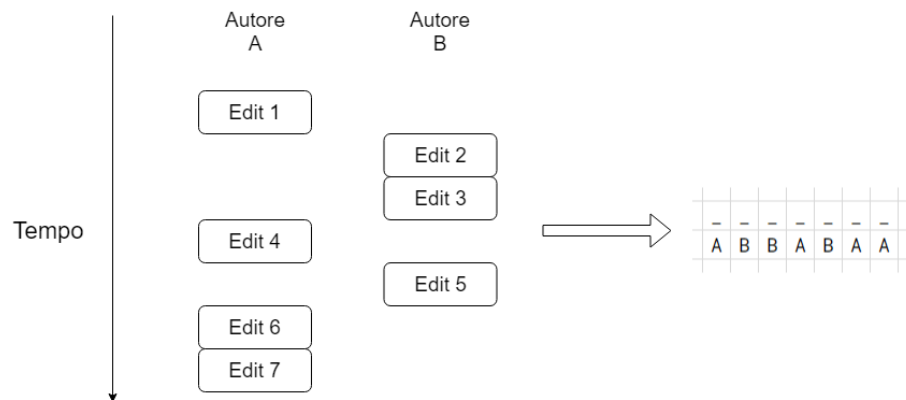 Autore
A
Autore
B
Edit 1
Edit 2
Edit 3
Tempo
Edit 4
Edit 5
Edit 6
Edit 7
_ _ _ _ _ _ _
A B B A B A A